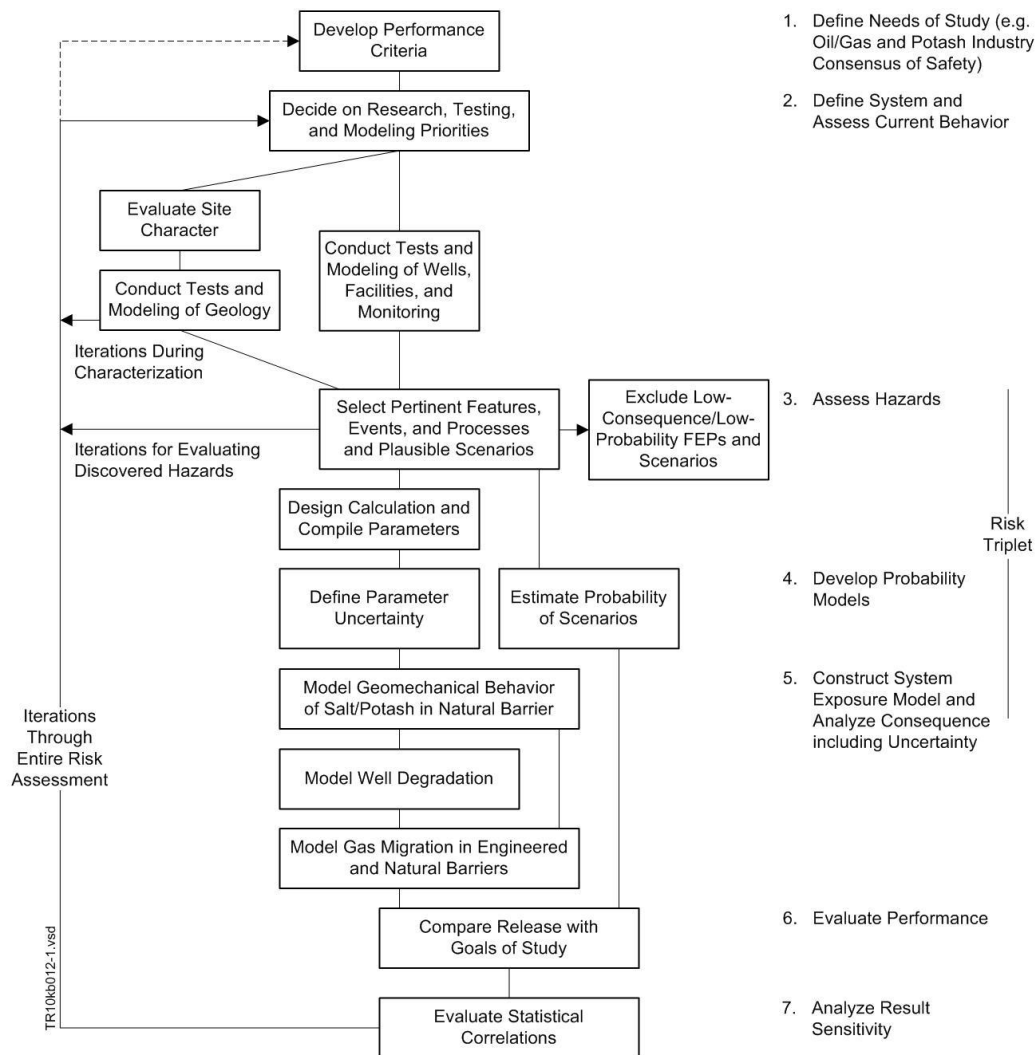 Develop Performance
Criteria
Decide on Research, Testing,
and Modeling Priorities
Evaluate Site
Character
Conduct Tests and
Modeling of Geology
Conduct Tests and
Modeling of Wells,
Facilities, and
Monitoring
Iterations During
Characterization
Select Pertinent Features,
Events, and Processes
and Plausible Scenarios
Exclude Low-
Consequence/Low-
Probability FEPs and
Scenarios
Iterations for Evaluating
Discovered Hazards
Design Calculation and
Compile Parameters
Define Parameter
Uncertainty
Estimate Probability
of Scenarios
Model Geomechanical Behavior
of Salt/Potash in Natural Barrier
Iterations
Through
Entire Risk
Assessment
Model Well Degradation
Model Gas Migration in Engineered
and Natural Barriers
Compare Release with
Goals of Study
Evaluate Statistical
Correlations
TR10kb012-1.vsd
1. Define Needs of Study (e.g.
Oil/Gas and Potash Industry
Consensus of Safety)
2. Define System and
Assess Current Behavior
3. Assess Hazards
Risk
Triplet
4. Develop Probability
Models
5. Construct System
Exposure Model and
Analyze Consequence
including Uncertainty
6. Evaluate Performance
7. Analyze Result
Sensitivity